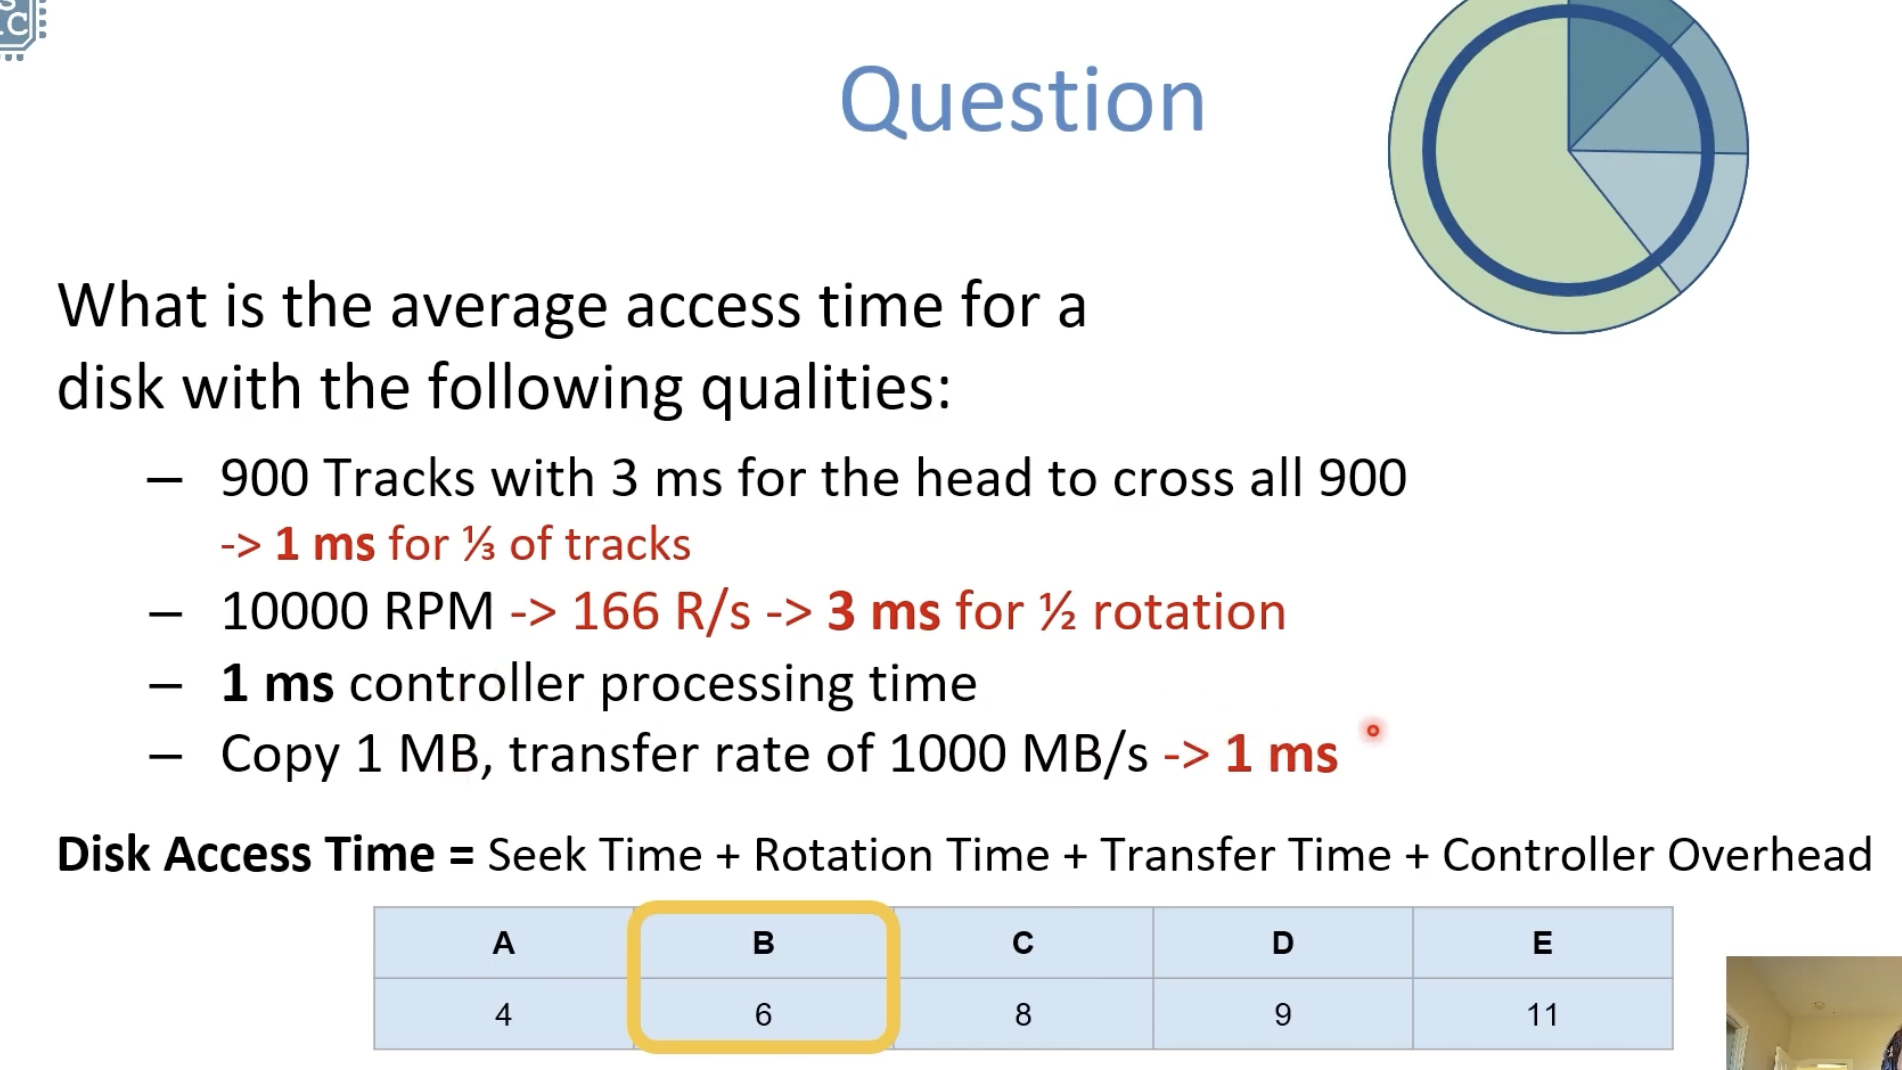 S
.C
Question
What is the average access time for a
disk with the following qualities:
– 900 Tracks with 3 ms for the head to cross all 900
-> 1 ms for ⅓ of tracks
– 10000 RPM -> 166 R/s -> 3 ms for ½ rotation
– 1 ms controller processing time
– Copy 1 MB, transfer rate of 1000 MB/s -> 1 ms
Disk Access Time = Seek Time + Rotation Time + Transfer Time + Controller Overhead
A B C D E
4 6 8 9 11